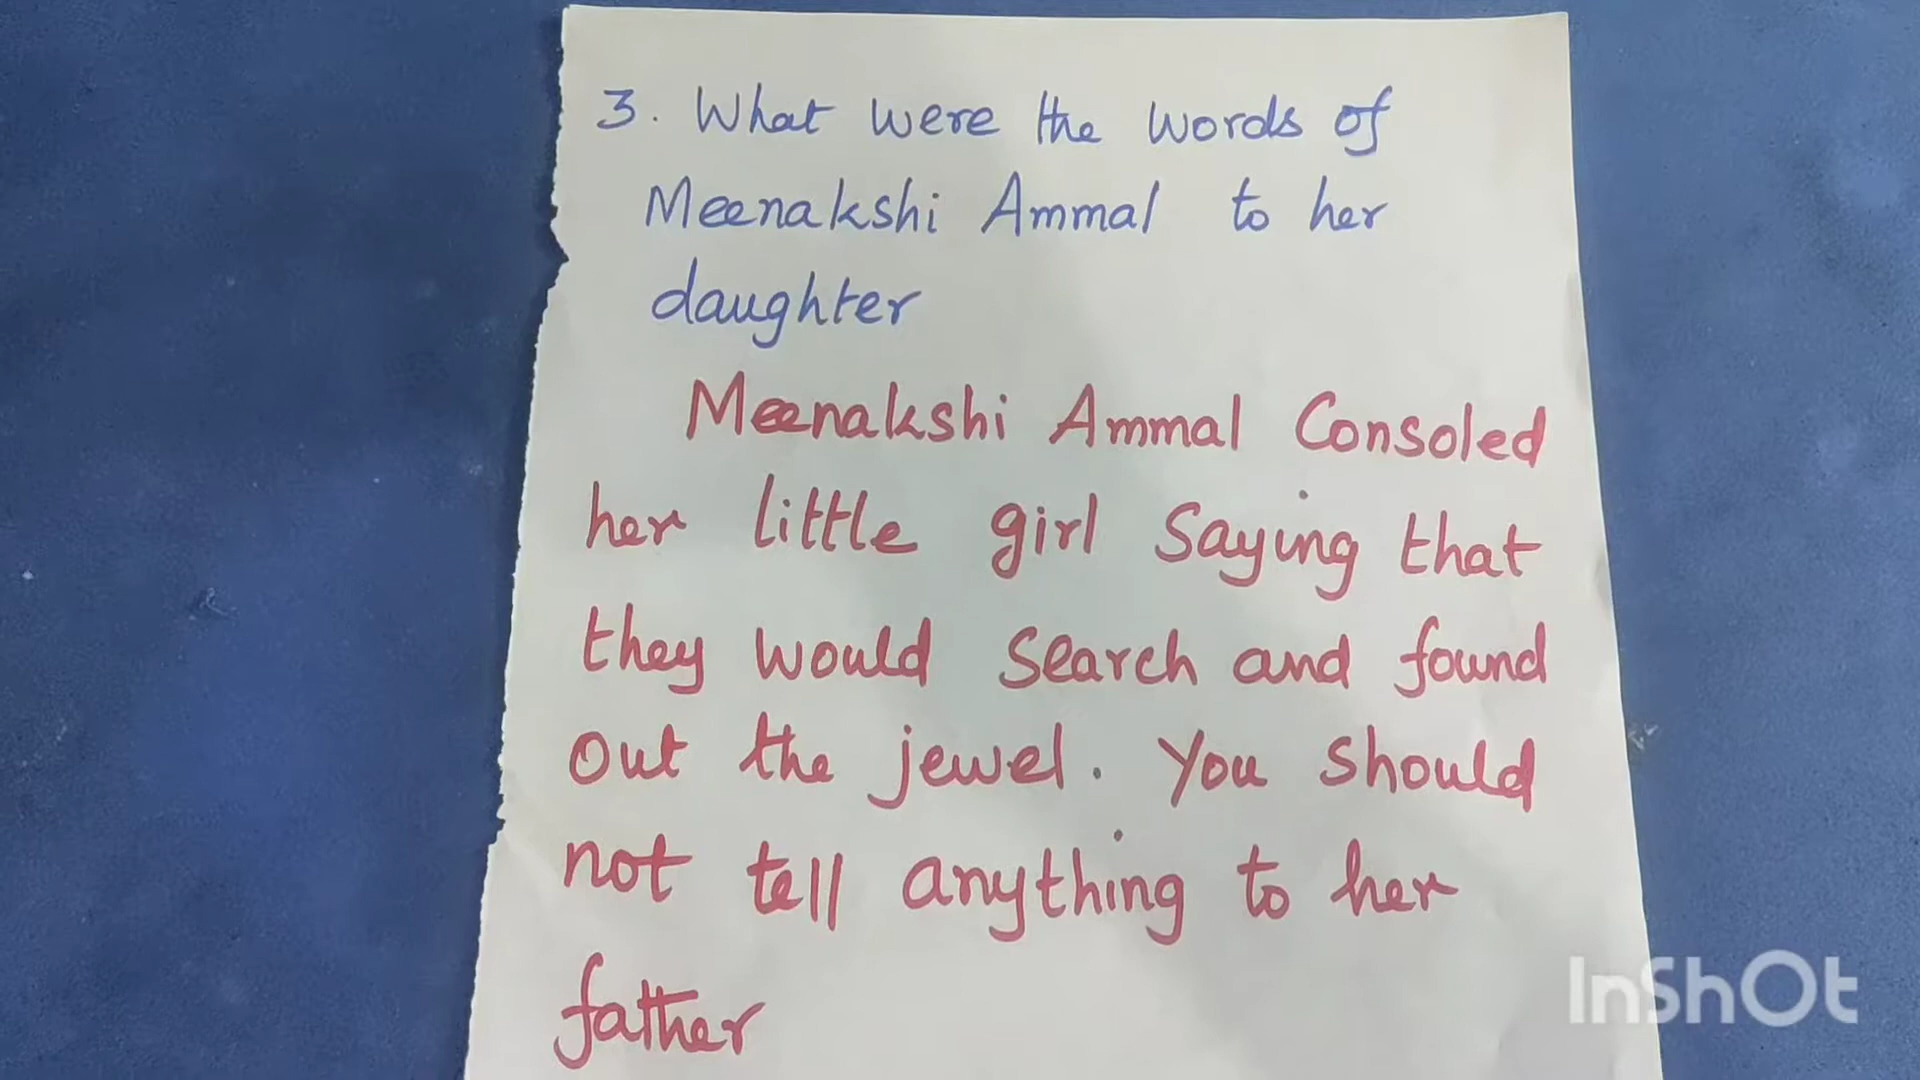 3. What were the words of
Meenakshi Ammal to her
daughter
Meenakshi Ammal Consoled
her little girl Saying that
they would search and found
out the jewel. You should
not tell anything to her
father
InShOt